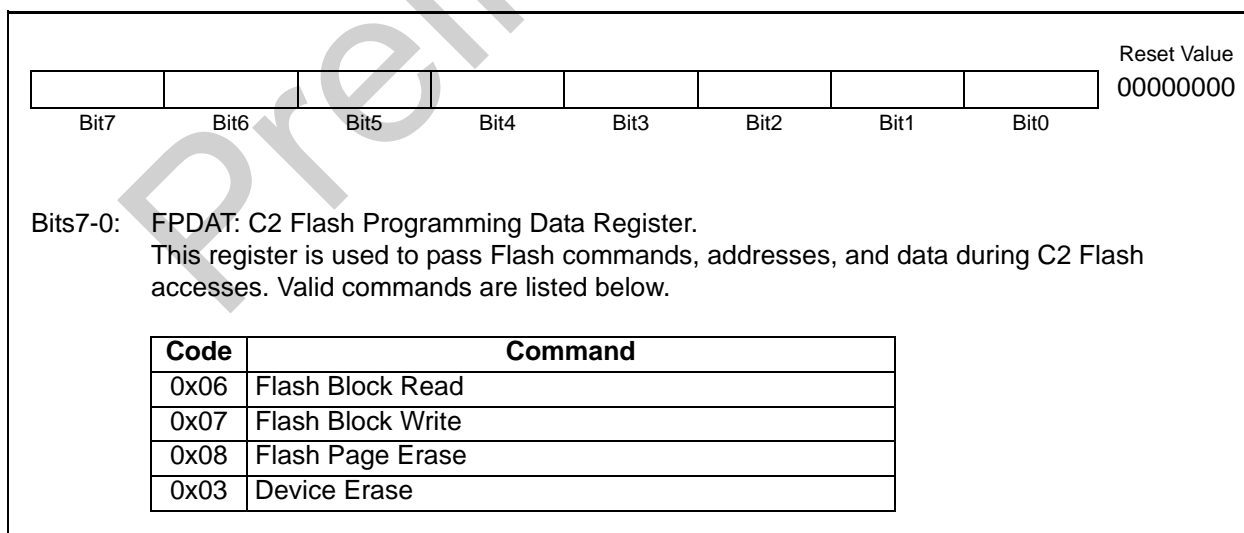 Reset Value
00000000
Bit7 Bit6 Bit5 Bit4 Bit3 Bit2 Bit1 Bit0
Bits7-0: FPDAT: C2 Flash Programming Data Register.
This register is used to pass Flash commands, addresses, and data during C2 Flash
accesses. Valid commands are listed below.
Code Command
0x06 Flash Block Read
0x07 Flash Block Write
0x08 Flash Page Erase
0x03 Device Erase